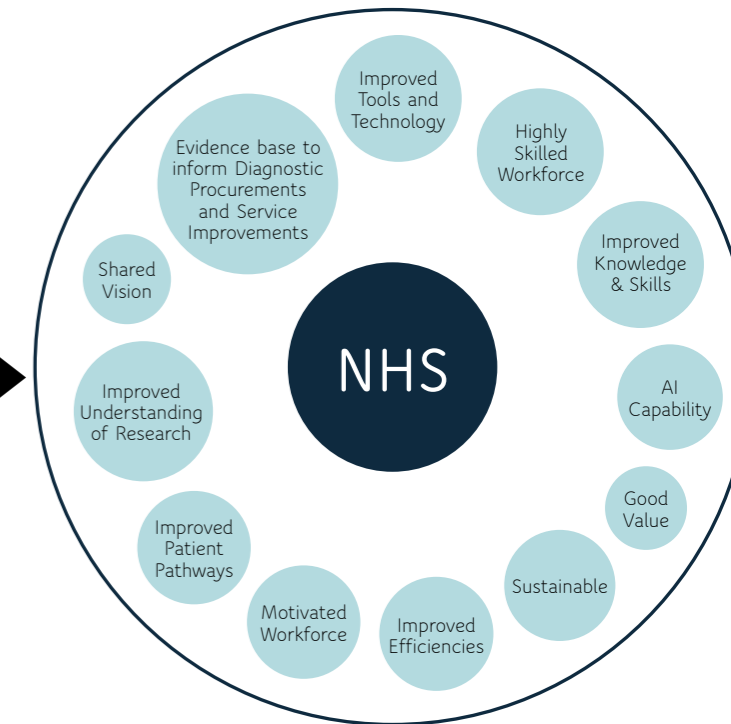 Improved
Tools and
Technology
Highly
Skilled
Workforce
Improved
Knowledge
& Skills
AI
Capability
Good
Value
Sustainable
Improved
Efficiencies
Motivated
Workforce
Improved
Patient
Pathways
Improved
Understanding
of Research
Shared
Vision
Evidence base to
inform Diagnostic
Procurements
and Service
Improvements
NHS